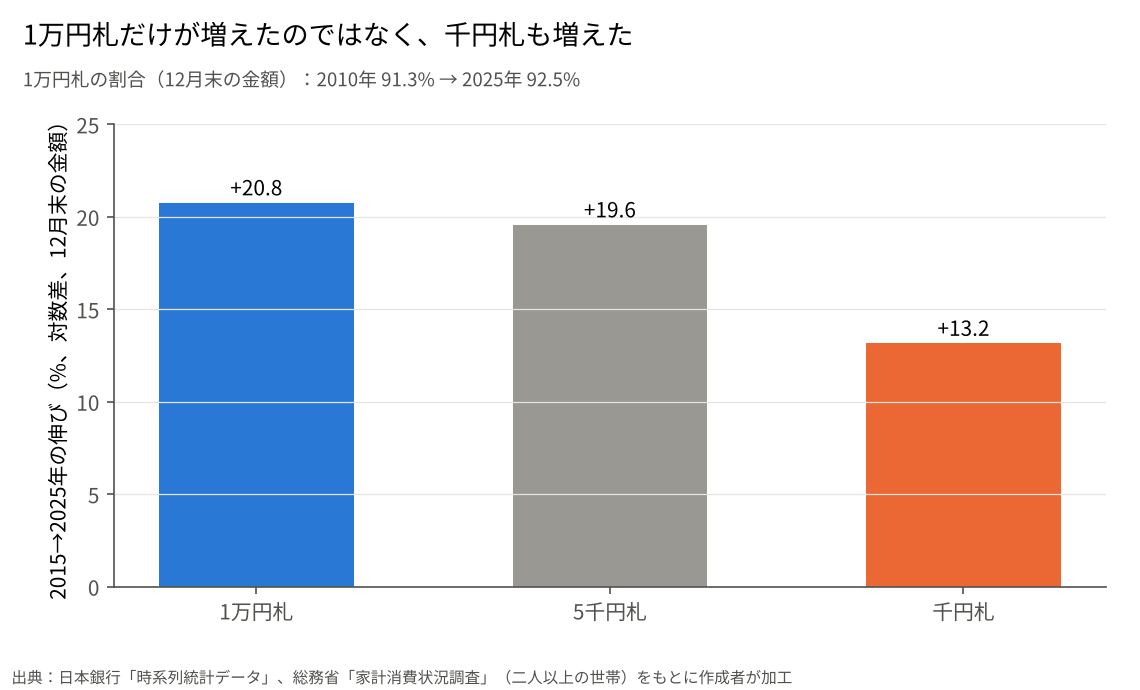 1万円札だけが増えたのではなく、千円札も増えた
1万円札の割合（12月末の金額）：2010年 91.3% → 2025年 92.5%
2015→2025年の伸び（%、対数差、12月末の金額）
25
20
15
10
5
0
+20.8
+19.6
+13.2
1万円札
5千円札
千円札
出典：日本銀行「時系列統計データ」、総務省「家計消費状況調査」（二人以上の世帯）をもとに作成者が加工